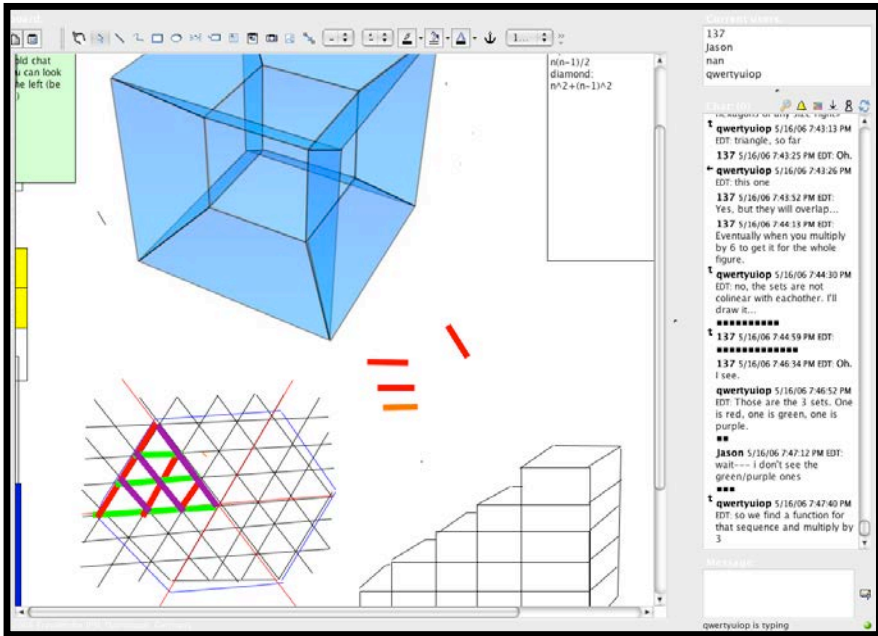 old chat
u can look
he left (be
)
1...
n(n-1)/2
diamond:
n^2+(n-1)^2
Current users:
137
Jason
nan
qwertyuiop
qwertyuiop 5/16/06 7:43:13 PM
EDT: triangle, so far
137 5/16/06 7:43:25 PM EDT: Oh.
qwertyuiop 5/16/06 7:43:26 PM
EDT: this one
137 5/16/06 7:43:52 PM EDT:
Yes, but they will overlap...
137 5/16/06 7:44:13 PM EDT:
Eventually when you multiply
by 6 to get it for the whole
figure.
qwertyuiop 5/16/06 7:44:30 PM
EDT: no, the sets are not
colinear with eachother. I'll
draw it...
137 5/16/06 7:44:59 PM EDT:
137 5/16/06 7:46:34 PM EDT: Oh.
I see.
qwertyuiop 5/16/06 7:46:52 PM
EDT: Those are the 3 sets. One
is red, one is green, one is
purple.
Jason 5/16/06 7:47:12 PM EDT:
wait--- i don't see the
green/purple ones
qwertyuiop 5/16/06 7:47:40 PM
EDT: so we find a function for
that sequence and multiply by
3
Message:
qwertyuiop is typing